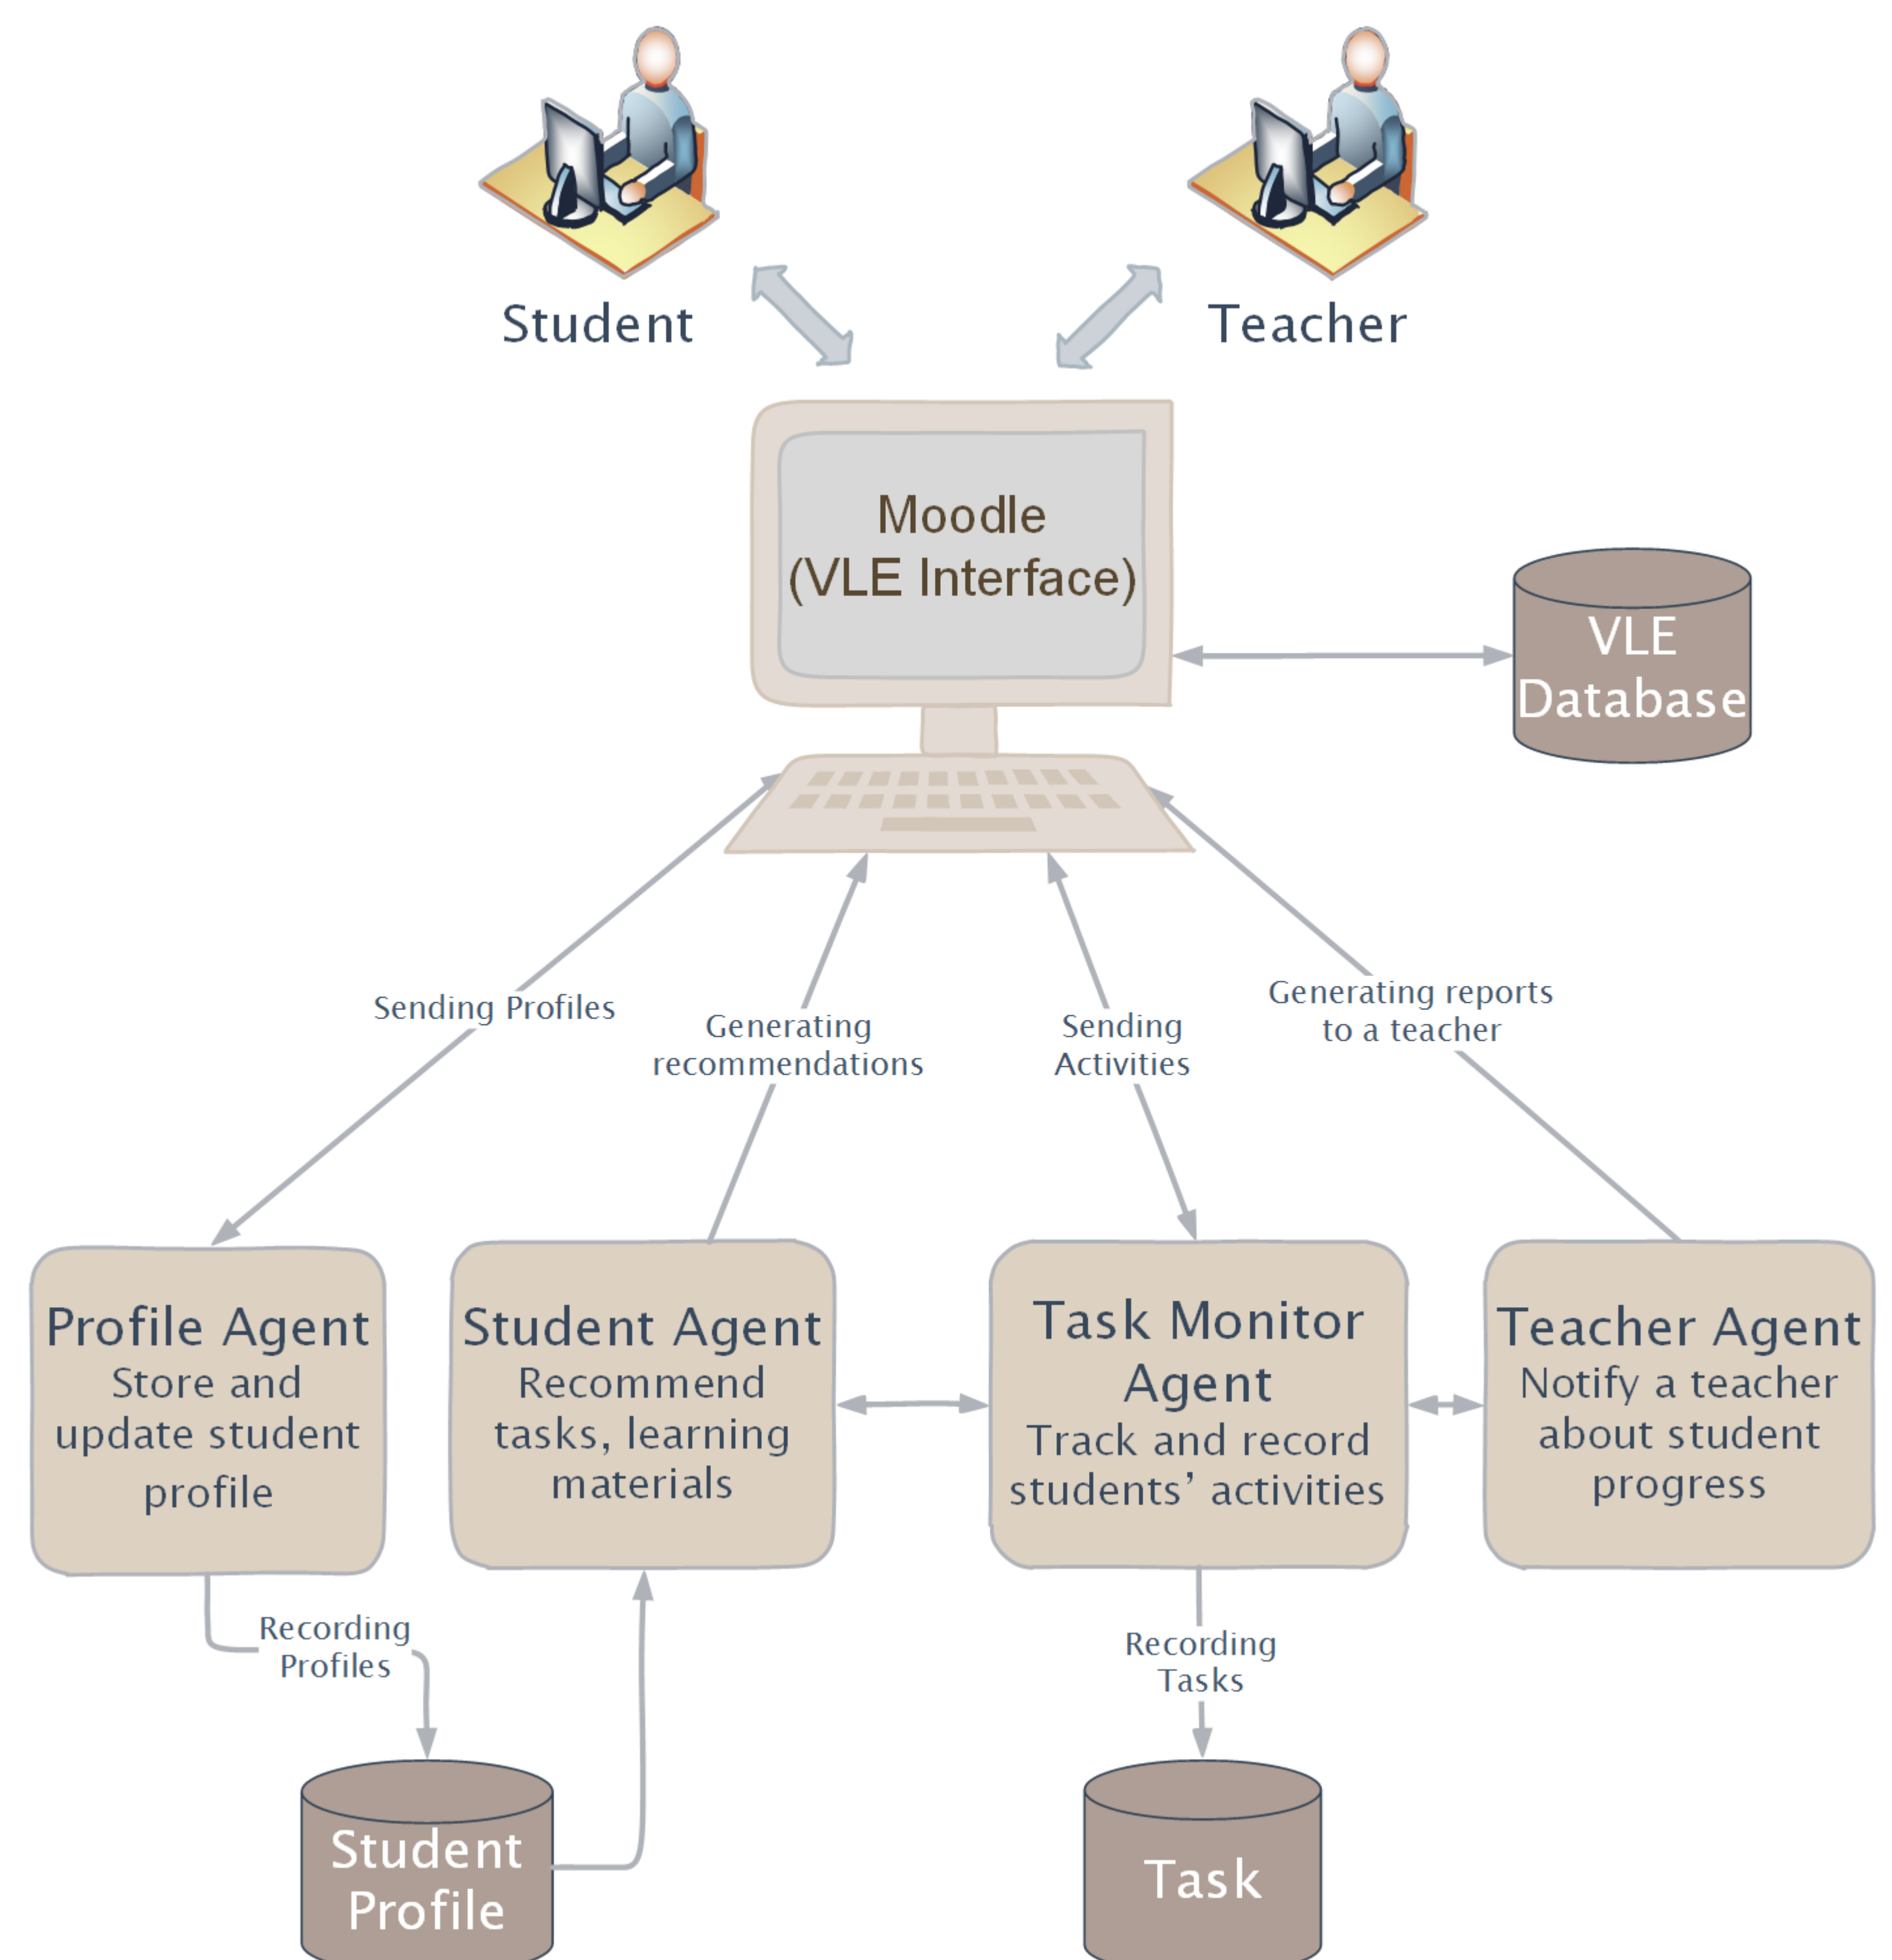 Student
Teacher
Moodle
(VLE Interface)
VLE
Database
Sending Profiles
Generating
recommendations
Sending
Activities
Generating reports
to a teacher
Profile Agent
Store and
update student
profile
Student Agent
Recommend
tasks, learning
materials
Task Monitor
Agent
Track and record
students’ activities
Teacher Agent
Notify a teacher
about student
progress
Recording
Profiles
Recording
Tasks
Student
Profile
Task